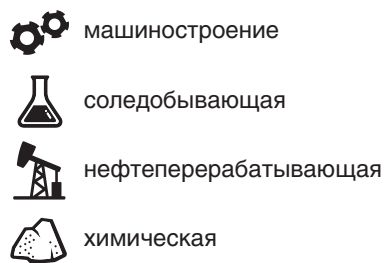 машиностроение
соледобывающая
нефтеперерабатывающая
химическая